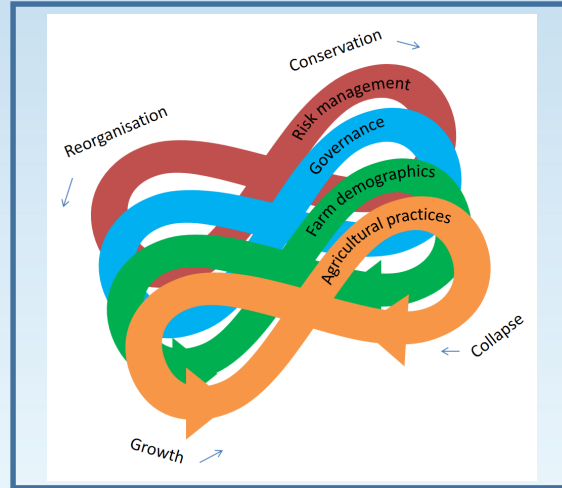 Conservation
Reorganisation
Risk management
Governance
Farm demographics
Agricultural practices
Collapse
Growth